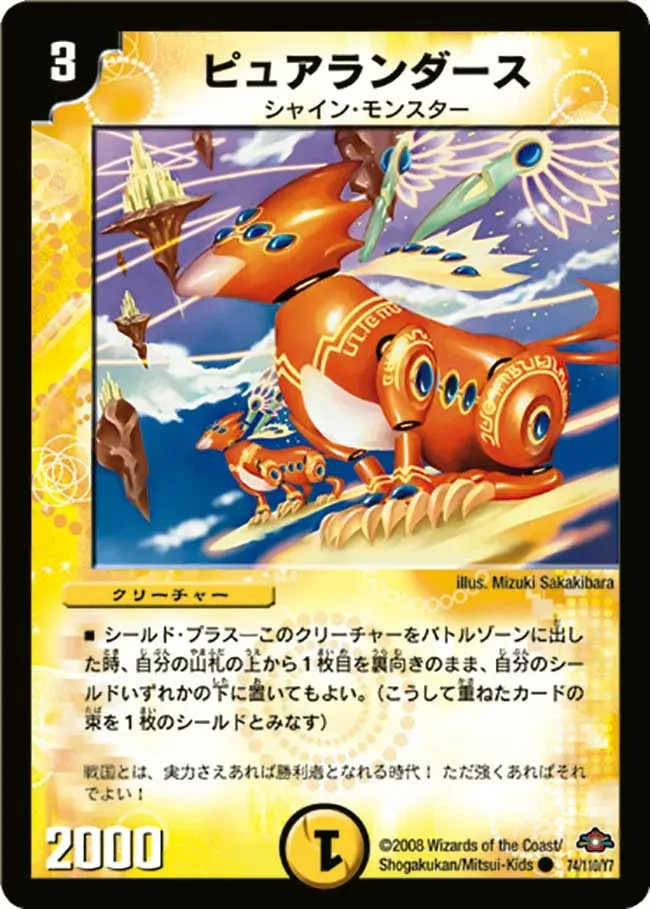 3
ピュアランダース
シャイン・モンスター
illus. Mizuki Sakakibara
クリーチャー
■ シールド・プラス―このクリーチャーをバトルゾーンに出し
た時、自分の山札の上から1枚目を裏向きのまま、自分のシー
ルドいずれかの下に置いてもよい。(こうして重ねたカードの
束を1枚のシールドとみなす)
戦国とは、実力さえあれば勝利者となれる時代! ただ強くあればそれ
でよい!
2000
1
©2008 Wizards of the Coast/
Shogakukan/Mitsui-Kids
74/110/Y7